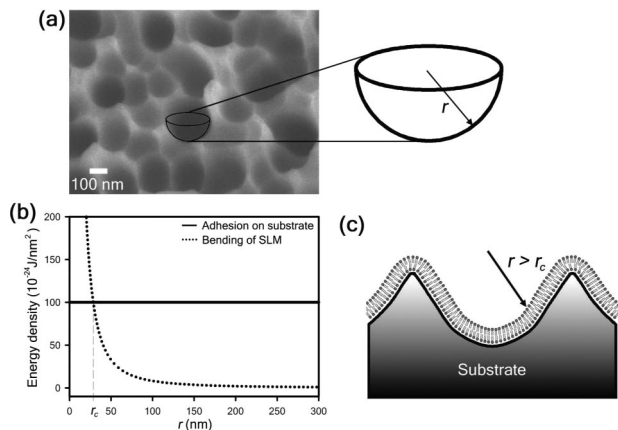 (a)
100 nm
r
(b)
Energy density (10⁻²⁴J/nm²)
200
150
100
50
0
Adhesion on substrate
Bending of SLM
0 r_c 50 100 150 200 250 300
r (nm)
(c)
r > r_c
Substrate